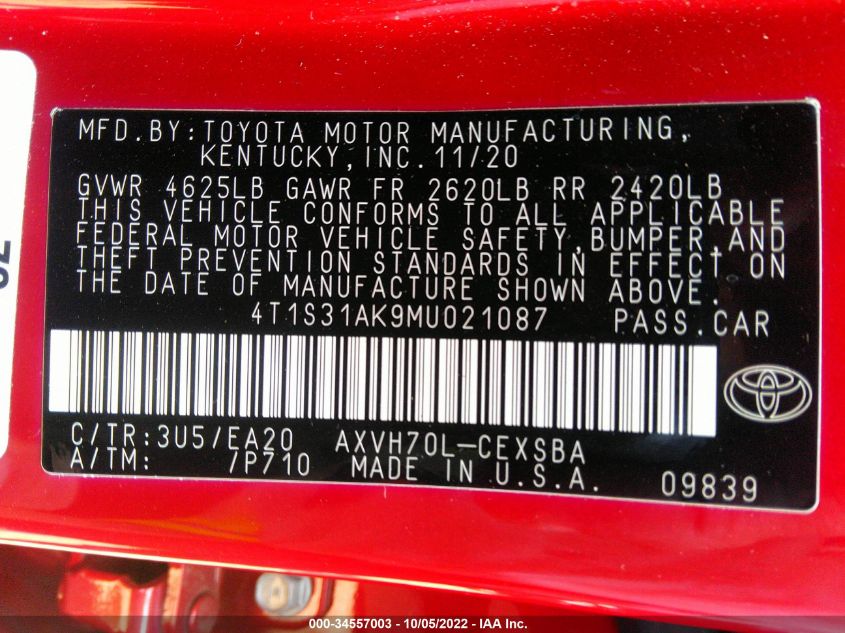 MFD.BY:TOYOTA MOTOR MANUFACTURING,
KENTUCKY,INC.11/20
GVWR 4625LB GAWR FR 2620LB RR 2420LB
THIS VEHICLE CONFORMS TO ALL APPLICABLE
FEDERAL MOTOR VEHICLE SAFETY,BUMPER,AND
THEFT PREVENTION STANDARDS IN EFFECT ON
THE DATE OF MANUFACTURE SHOWN ABOVE.
4T1S31AK9MU021087 PASS.CAR
C/TR:3U5/EA20 AXVH70L-CEXSBA
A/TM: /P710 MADE IN U.S.A. 09839
000-34557003 - 10/05/2022 - IAA Inc.